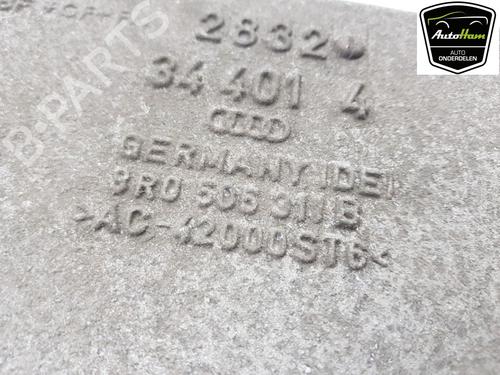 2832
34 401 4
GERMANY IDEI
8R0 505 311 B
>AC-42000ST6<
B-PARTS
AutoHam
AUTO
ONDERDELEN